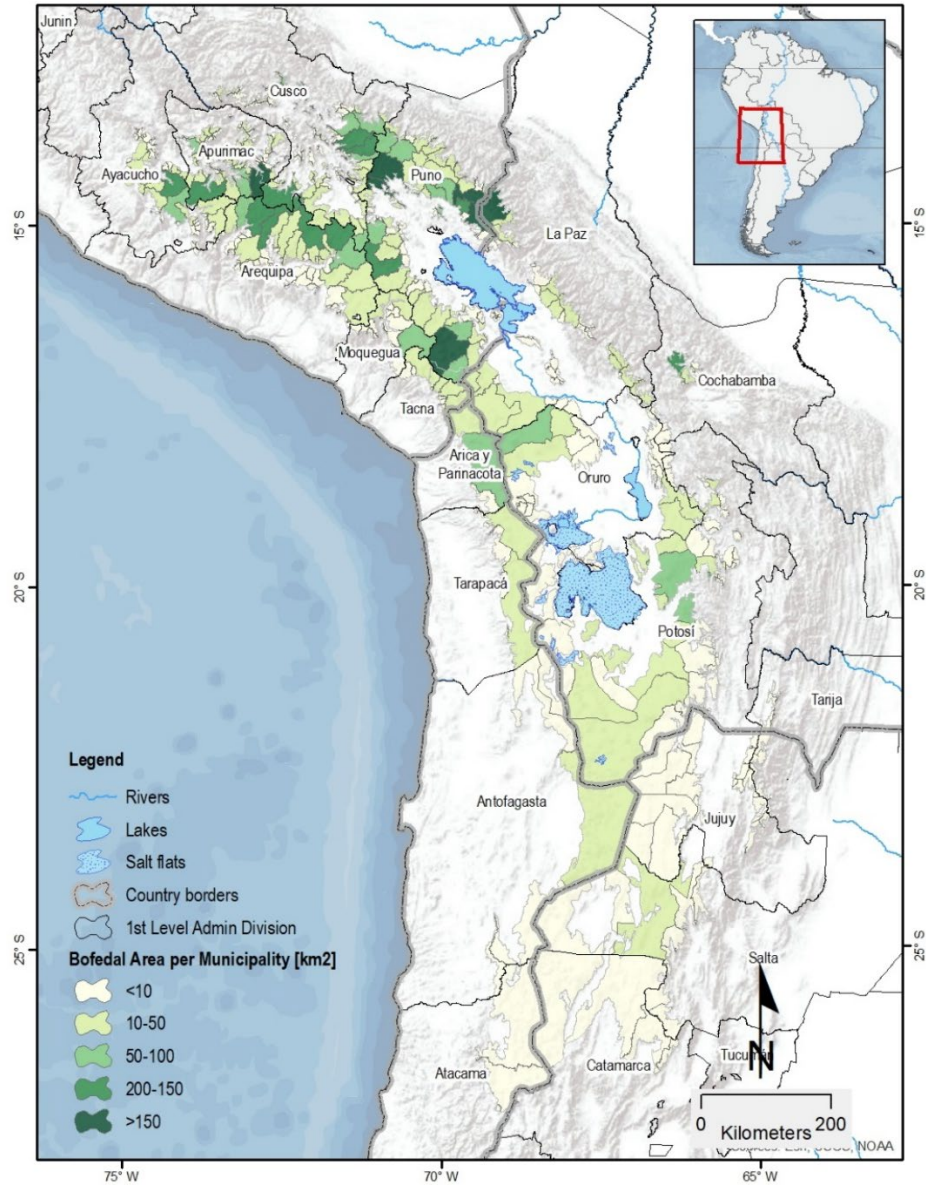 Junin
Cusco
Apurimac
Ayacucho
Puno
15° S
15° S
La Paz
Arequipa
Moquegua
Cochabamba
Tacna
Arica y
Parinacota
Oruro
Tarapacá
20° S
20° S
Potosí
Tarija
Legend
Rivers
Lakes
Salt flats
Country borders
1st Level Admin Division
Bofedal Area per Municipality [km2]
<10
10-50
50-100
200-150
>150
Antofagasta
Jujuy
25° S
25° S
Salta
N
Tucumán
Atacama
Catamarca
0 200
Kilometers
Esri, NOAA
75° W
70° W
65° W